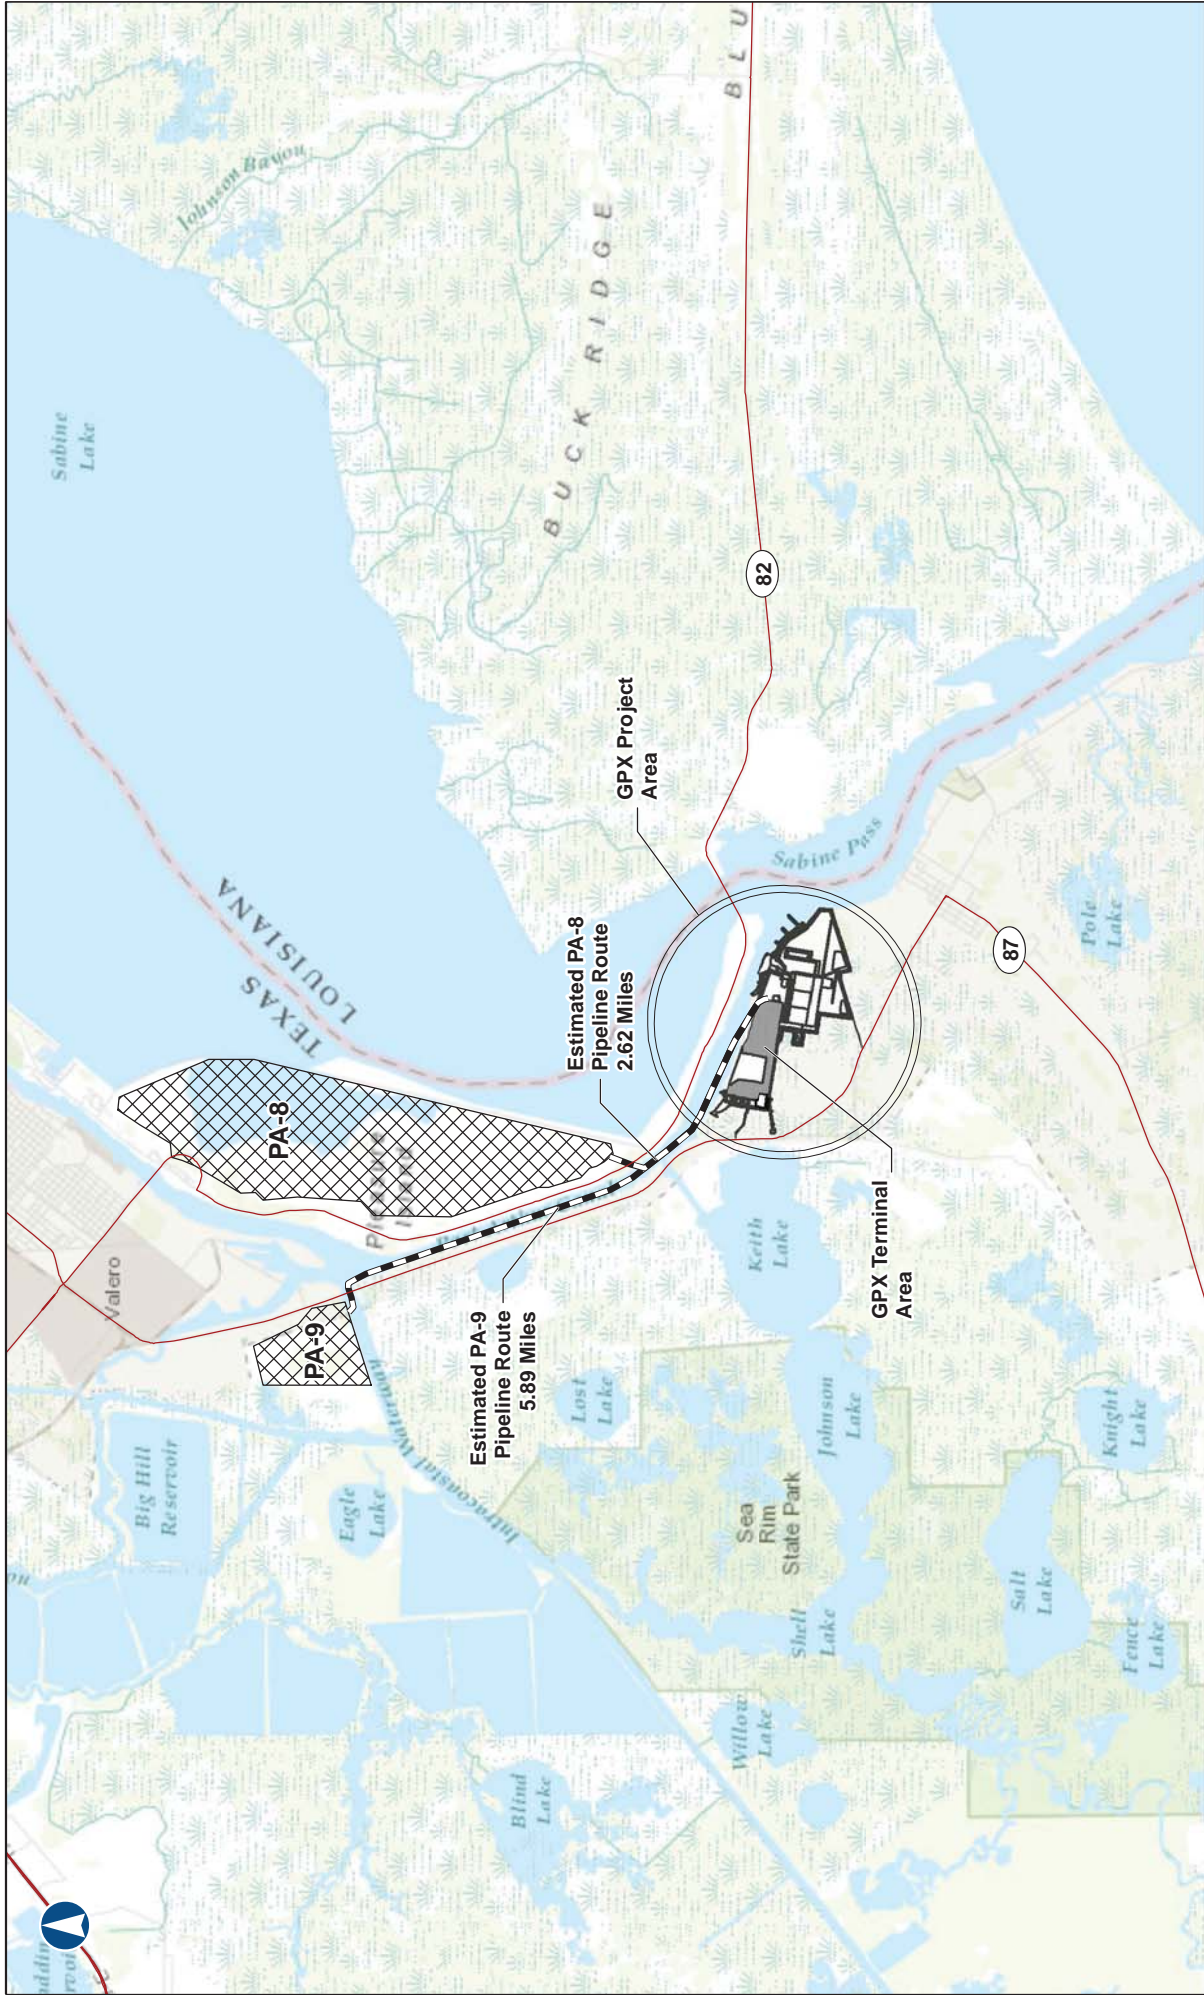 Sabine
Lake
Johnson Bayou
BUCK RIDGE
BLU
82
GPX Project
Area
Sabine Pass
TEXAS
LOUISIANA
PA-8
Estimated PA-8
Pipeline Route
2.62 Miles
87
Pole
Lake
Valero
PA-9
Estimated PA-9
Pipeline Route
5.89 Miles
Keith
Lake
GPX Terminal
Area
Big Hill
Reservoir
Eagle
Lake
Intracoastal Waterway
Lost
Lake
Johnson
Lake
Knight
Lake
Sea
Rim
State Park
Shell
Lake
Salt
Lake
Fence
Lake
Willow
Lake
Blind
Lake